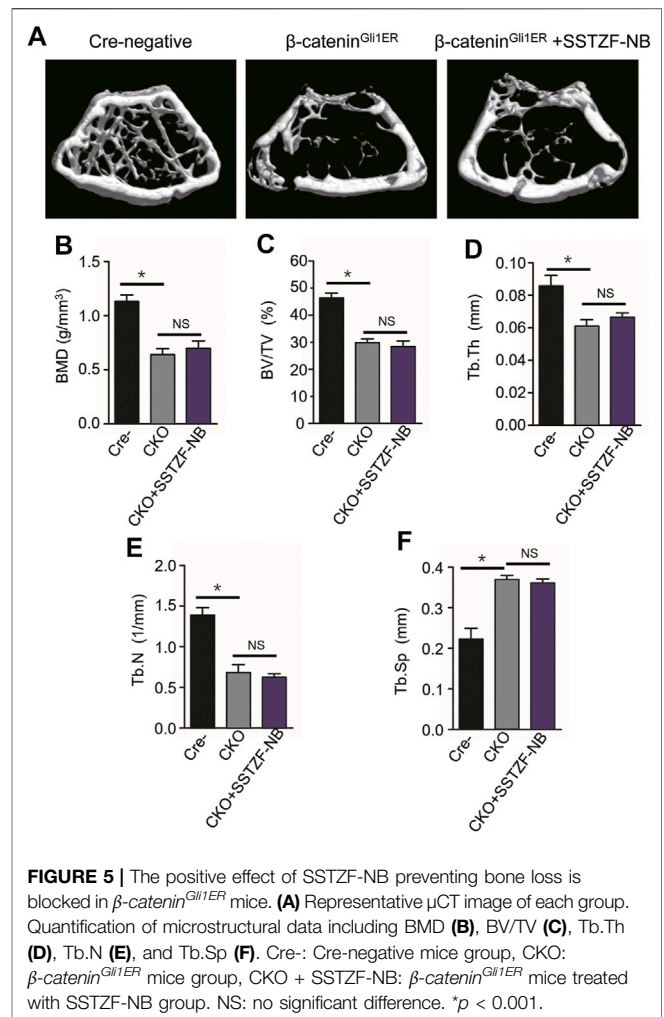 A
Cre-negative
β-catenin^Gli1ER
β-catenin^Gli1ER +SSTZF-NB
B
BMD (g/mm³)
1.5
1.0
0.5
0.0
*
NS
Cre-
CKO
CKO+SSTZF-NB
C
BV/TV (%)
60
50
40
30
20
10
0
*
NS
Cre-
CKO
CKO+SSTZF-NB
D
Tb.Th (mm)
0.10
0.08
0.06
0.04
0.02
0.00
*
NS
Cre-
CKO
CKO+SSTZF-NB
E
Tb.N (1/mm)
2.0
1.5
1.0
0.5
0.0
*
NS
Cre-
CKO
CKO+SSTZF-NB
F
Tb.Sp (mm)
0.4
0.3
0.2
0.1
0.0
*
NS
Cre-
CKO
CKO+SSTZF-NB
FIGURE 5 | The positive effect of SSTZF-NB preventing bone loss is
blocked in β-catenin^Gli1ER mice. (A) Representative μCT image of each group.
Quantification of microstructural data including BMD (B), BV/TV (C), Tb.Th
(D), Tb.N (E), and Tb.Sp (F). Cre-: Cre-negative mice group, CKO:
β-catenin^Gli1ER mice group, CKO + SSTZF-NB: β-catenin^Gli1ER mice treated
with SSTZF-NB group. NS: no significant difference. *p < 0.001.